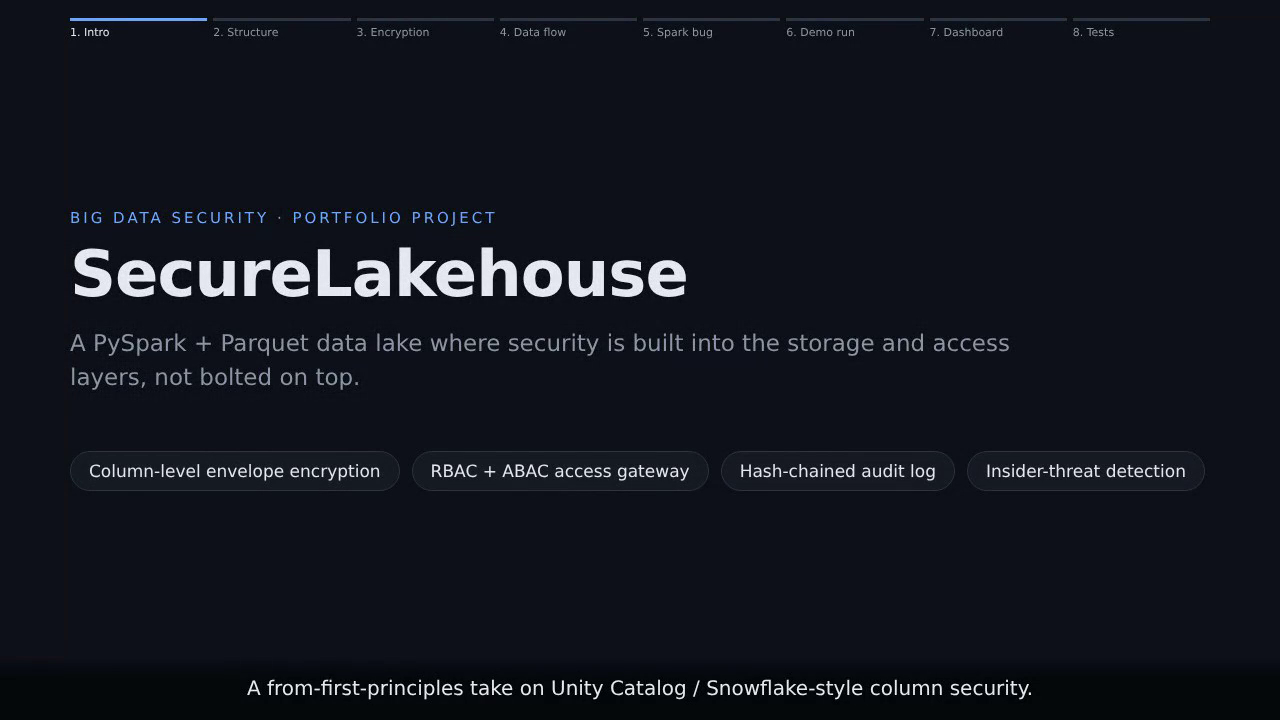 1. Intro
2. Structure
3. Encryption
4. Data flow
5. Spark bug
6. Demo run
7. Dashboard
8. Tests
BIG DATA SECURITY · PORTFOLIO PROJECT
SecureLakehouse
A PySpark + Parquet data lake where security is built into the storage and access
layers, not bolted on top.
Column-level envelope encryption
RBAC + ABAC access gateway
Hash-chained audit log
Insider-threat detection
A from-first-principles take on Unity Catalog / Snowflake-style column security.